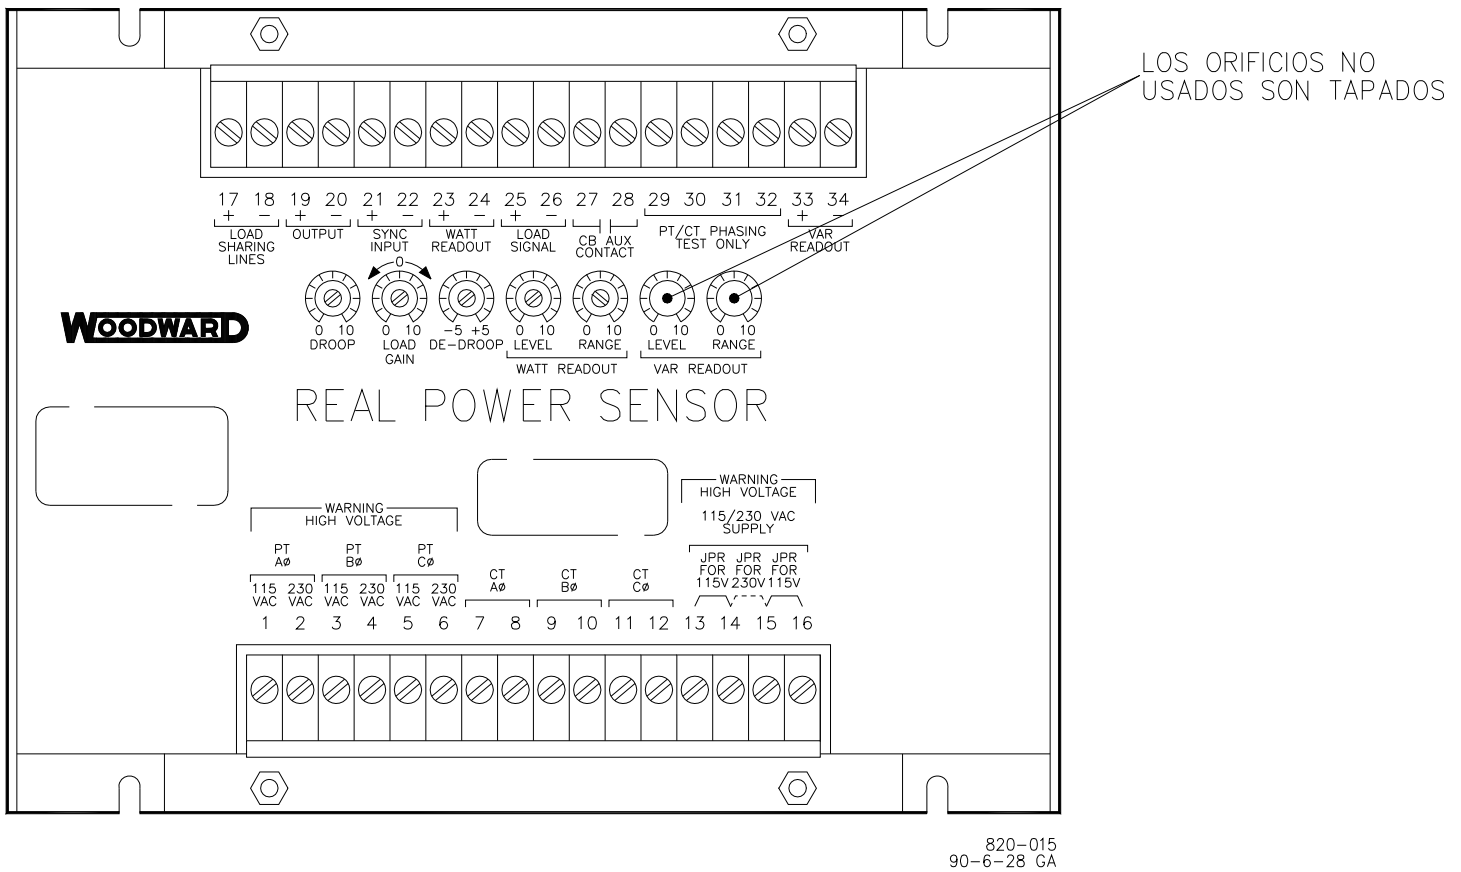 LOS ORIFICIOS NO
USADOS SON TAPADOS
17 18 19 20 21 22 23 24 25 26 27 28 29 30 31 32 33 34
+ − + − + − + − + − + −
LOAD
SHARING
LINES
OUTPUT
SYNC
INPUT
WATT
READOUT
LOAD
SIGNAL
CB AUX
CONTACT
PT/CT PHASING
TEST ONLY
VAR
READOUT
0
0 10
DROOP
0 10
LOAD
GAIN
−5 +5
DE−DROOP
0 10
LEVEL
0 10
RANGE
WATT READOUT
0 10
LEVEL
0 10
RANGE
VAR READOUT
WOODWARD
REAL POWER SENSOR
WARNING
HIGH VOLTAGE
PT
AØ
PT
BØ
PT
CØ
115
VAC
230
VAC
115
VAC
230
VAC
115
VAC
230
VAC
CT
AØ
CT
BØ
CT
CØ
WARNING
HIGH VOLTAGE
115/230 VAC
SUPPLY
JPR
FOR
115V
JPR
FOR
230V
JPR
FOR
115V
1 2 3 4 5 6 7 8 9 10 11 12 13 14 15 16
820−015
90−6−28 GA